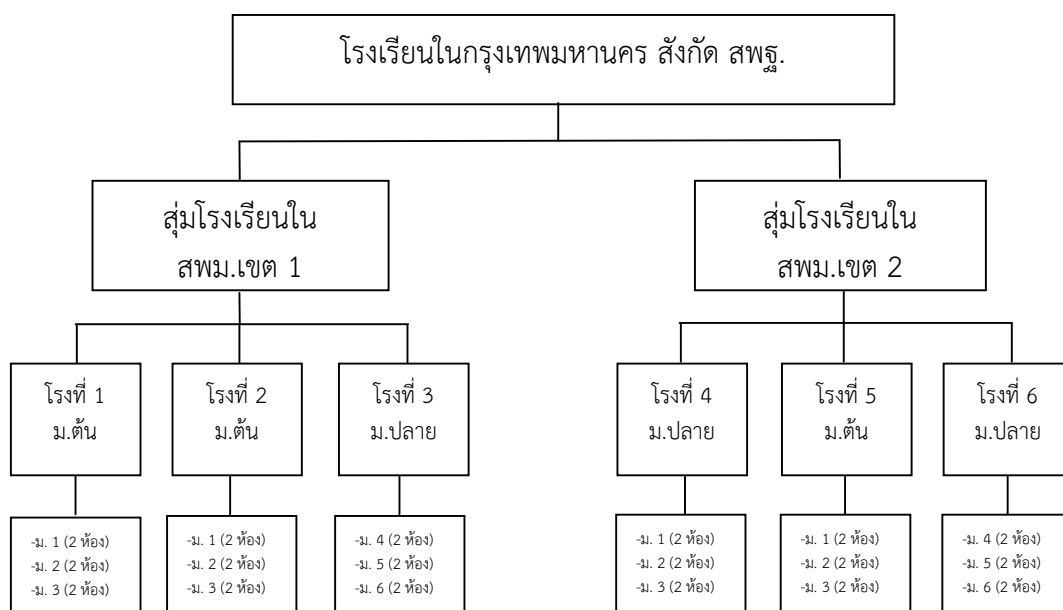 โรงเรียนในกรุงเทพมหานคร สังกัด สพฐ.
สุ่มโรงเรียนใน
สพม.เขต 1
สุ่มโรงเรียนใน
สพม.เขต 2
โรงที่ 1
ม.ต้น
โรงที่ 2
ม.ต้น
โรงที่ 3
ม.ปลาย
โรงที่ 4
ม.ปลาย
โรงที่ 5
ม.ต้น
โรงที่ 6
ม.ปลาย
-ม. 1 (2 ห้อง)
-ม. 2 (2 ห้อง)
-ม. 3 (2 ห้อง)
-ม. 1 (2 ห้อง)
-ม. 2 (2 ห้อง)
-ม. 3 (2 ห้อง)
-ม. 4 (2 ห้อง)
-ม. 5 (2 ห้อง)
-ม. 6 (2 ห้อง)
-ม. 1 (2 ห้อง)
-ม. 2 (2 ห้อง)
-ม. 3 (2 ห้อง)
-ม. 1 (2 ห้อง)
-ม. 2 (2 ห้อง)
-ม. 3 (2 ห้อง)
-ม. 4 (2 ห้อง)
-ม. 5 (2 ห้อง)
-ม. 6 (2 ห้อง)